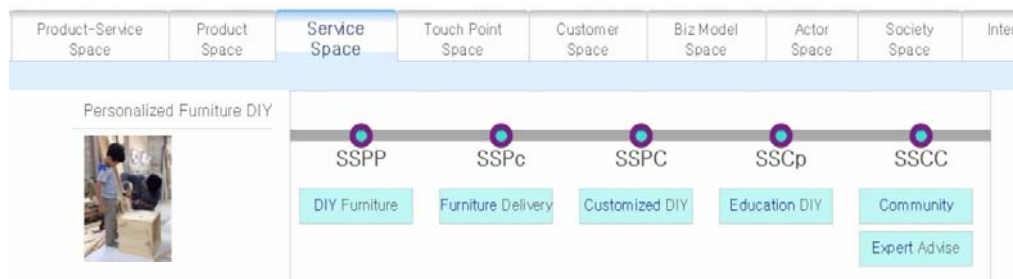 Product-Service Space
Product Space
Service Space
Touch Point Space
Customer Space
Biz Model Space
Actor Space
Society Space
Inte
Personalized Furniture DIY
SSPP
SSPc
SSPC
SSCp
SSCC
DIY Furniture
Furniture Delivery
Customized DIY
Education DIY
Community
Expert Advise